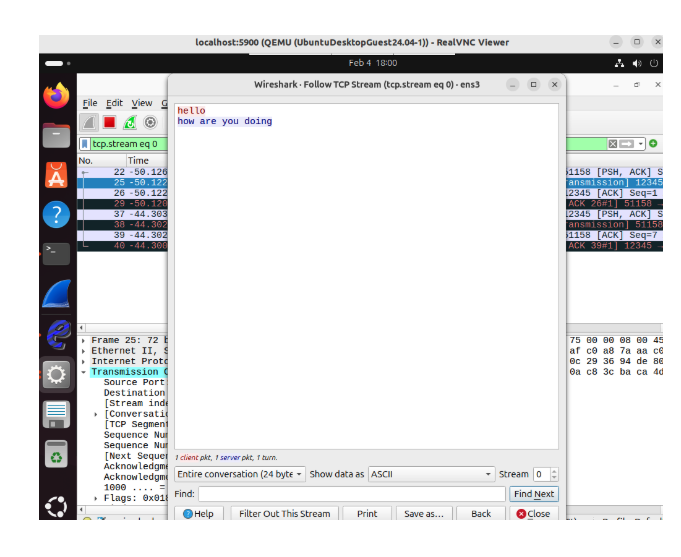 localhost:5900 (QEMU (UbuntuDesktopGuest24.04-1)) - RealVNC Viewer
Feb 4 18:00
Wireshark · Follow TCP Stream (tcp.stream eq 0) · ens3
File Edit View G
tcp.stream eq 0
hello
how are you doing
No. Time
22 -50.126
51158 [PSH, ACK] S
25 -50.122
ansmission] 12345
26 -50.122
12345 [ACK] Seq=1
29 -50.120
ACK 26#1] 51158
37 -44.303
12345 [PSH, ACK] S
38 -44.302
ansmission] 51158
39 -44.302
51158 [ACK] Seq=7
40 -44.300
ACK 39#1] 12345
Frame 25: 72 b
75 00 00 08 00 45
Ethernet II, S
af c0 a8 7a aa c0
Internet Proto
0c 29 36 94 de 80
Transmission C
0a c8 3c ba ca 4d
Source Port
Destination
[Stream inde
[Conversatio
[TCP Segment
Sequence Num
Sequence Num
[Next Sequen
Acknowledgme
Acknowledgme
1000 .... =
Flags: 0x018
1 client pkt, 1 server pkt, 1 turn.
Entire conversation (24 byte
Show data as ASCII
Stream 0
Find:
Find Next
Help
Filter Out This Stream
Print
Save as…
Back
Close